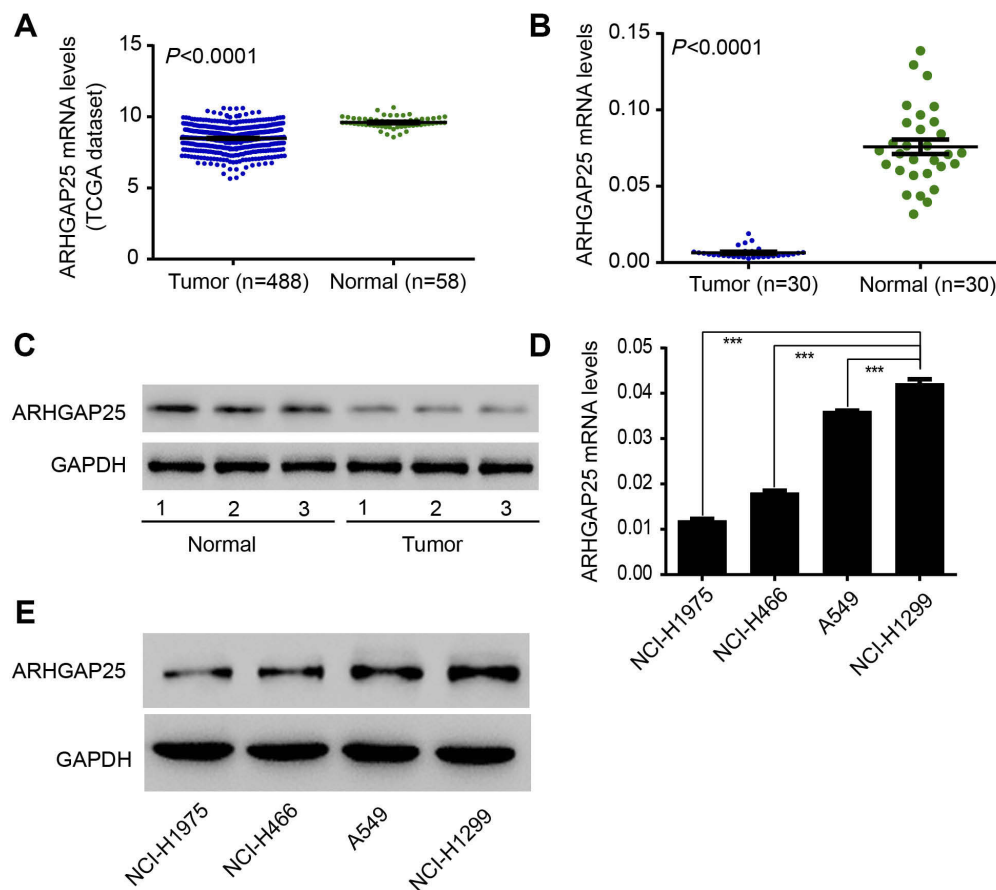 A
P<0.0001
ARHGAP25 mRNA levels
(TCGA dataset)
15
10
5
0
Tumor (n=488)
Normal (n=58)
B
P<0.0001
ARHGAP25 mRNA levels
0.15
0.10
0.05
0.00
Tumor (n=30)
Normal (n=30)
C
ARHGAP25
GAPDH
1 2 3 1 2 3
Normal Tumor
D
ARHGAP25 mRNA levels
0.05
0.04
0.03
0.02
0.01
0.00
***
***
***
NCI-H1975
NCI-H466
A549
NCI-H1299
E
ARHGAP25
GAPDH
NCI-H1975
NCI-H466
A549
NCI-H1299